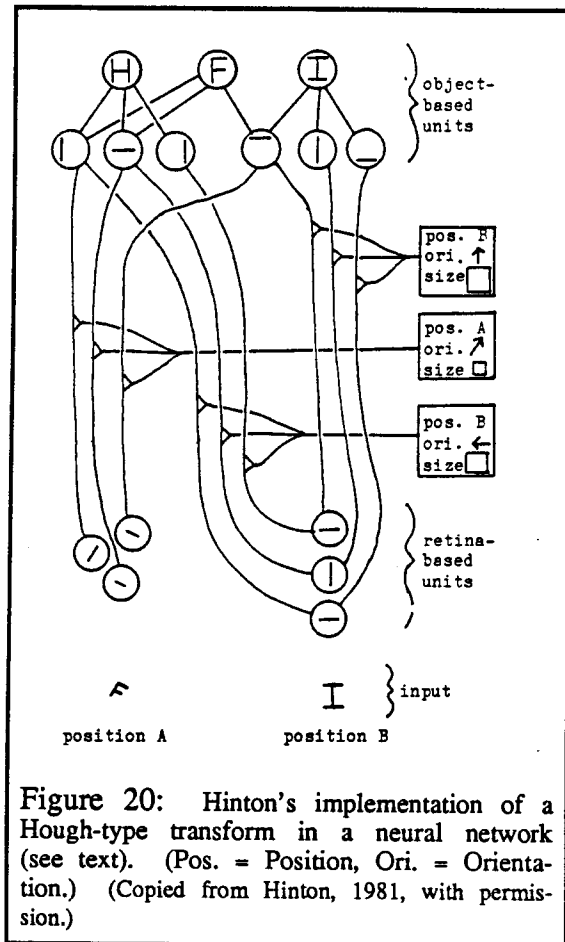 H F I
object-
based
units
pos. B
ori. ↑
size
pos. A
ori. ↗
size
pos. B
ori. ←
size
retina-
based
units
F I input
position A position B
Figure 20: Hinton's implementation of a
Hough-type transform in a neural network
(see text). (Pos. = Position, Ori. = Orienta-
tion.) (Copied from Hinton, 1981, with permis-
sion.)